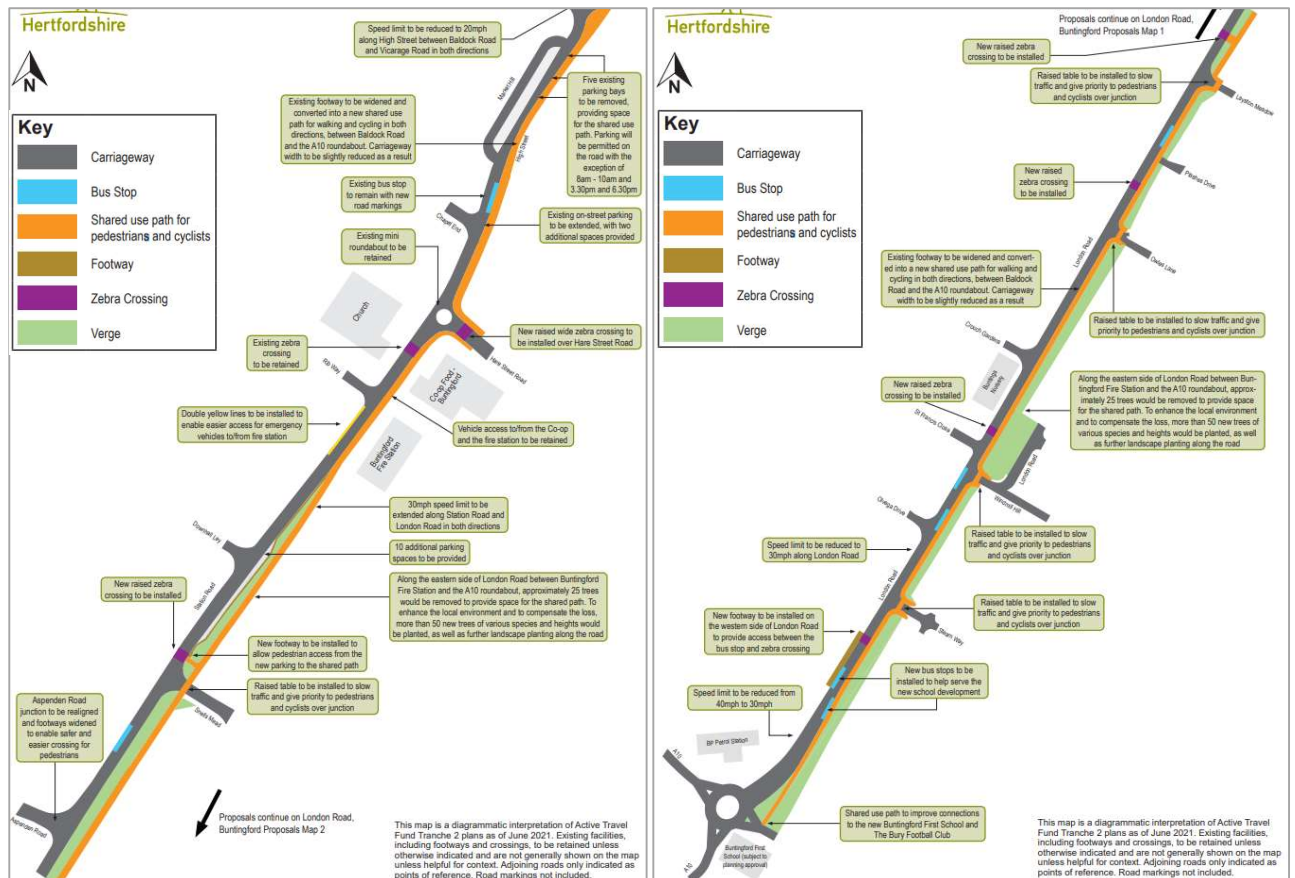 Hertfordshire
N
Key
Carriageway
Bus Stop
Shared use path for
pedestrians and cyclists
Footway
Zebra Crossing
Verge
Speed limit to be reduced to 20mph
along High Street between Baldock Road
and Vicarage Road in both directions
Market Hill
High Street
Five existing
parking bays
to be removed,
providing space
for the shared use
path. Parking will
be permitted on
the road with the
exception of
8am - 10am and
3.30pm and 6.30pm
Existing footway to be widened and
converted into a new shared use
path for walking and cycling in both
directions, between Baldock Road
and the A10 roundabout. Carriageway
width to be slightly reduced as a result
Existing bus stop
to remain with new
road markings
Chapel End
Existing on-street parking
to be extended, with two
additional spaces provided
Existing mini
roundabout to be
retained
Church
New raised wide zebra crossing to
be installed over Hare Street Road
Hare Street Road
Existing zebra
crossing
to be retained
Rib Way
Co-op Food -
Buntingford
Double yellow lines to be installed to
enable easier access for emergency
vehicles to/from fire station
Vehicle access to/from the Co-op
and the fire station to be retained
Buntingford
Fire Station
30mph speed limit to be
extended along Station Road and
London Road in both directions
Downhall Ley
10 additional parking
spaces to be provided
Station Road
New raised zebra
crossing to be installed
Along the eastern side of London Road between Buntingford
Fire Station and the A10 roundabout, approximately 25 trees
would be removed to provide space for the shared path. To
enhance the local environment and to compensate the loss,
more than 50 new trees of various species and heights would
be planted, as well as further landscape planting along the road
New footway to be installed to
allow pedestrian access from the
new parking to the shared path
Raised table to be installed to slow
traffic and give priority to pedestrians
and cyclists over junction
Snells Mead
Aspenden Road
junction to be realigned
and footways widened
to enable safer and
easier crossing for
pedestrians
Aspenden Road
Proposals continue on London Road,
Buntingford Proposals Map 2
This map is a diagrammatic interpretation of Active Travel
Fund Tranche 2 plans as of June 2021. Existing facilities,
including footways and crossings, to be retained unless
otherwise indicated and are not generally shown on the map
unless helpful for context. Adjoining roads only indicated as
points of reference. Road markings not included.
Hertfordshire
N
Key
Carriageway
Bus Stop
Shared use path for
pedestrians and cyclists
Footway
Zebra Crossing
Verge
Proposals continue on London Road,
Buntingford Proposals Map 1
New raised zebra
crossing to be installed
Raised table to be installed to slow
traffic and give priority to pedestrians
and cyclists over junction
New raised
zebra crossing
to be installed
Drive
London Road
Lane
Existing footway to be widened and convert-
ed into a new shared use path for walking and
cycling in both directions, between Baldock
Road and the A10 roundabout. Carriageway
width to be slightly reduced as a result
Raised table to be installed to slow traffic and give
priority to pedestrians and cyclists over junction
Crouch Gardens
Buntings
Nursery
New raised zebra
crossing to be installed
St Francis Close
Along the eastern side of London Road between Bun-
tingford Fire Station and the A10 roundabout, approx-
imately 25 trees would be removed to provide space
for the shared path. To enhance the local environment
and to compensate the loss, more than 50 new trees of
various species and heights would be planted, as well
as further landscape planting along the road
London Road
Windmill Hill
Olvega Drive
Raised table to be installed to slow
traffic and give priority to pedestrians
and cyclists over junction
Speed limit to be reduced to
30mph along London Road
London Road
Raised table to be installed to slow
traffic and give priority to pedestrians
and cyclists over junction
Way
New footway to be installed on
the western side of London Road
to provide access between the
bus stop and zebra crossing
New bus stops to be
installed to help serve the
new school development
Speed limit to be reduced from
40mph to 30mph
BP Petrol Station
A10
Shared use path to improve connections
to the new Buntingford First School and
The Bury Football Club
Buntingford First
School (subject to
planning approval)
A10
This map is a diagrammatic interpretation of Active Travel
Fund Tranche 2 plans as of June 2021. Existing facilities,
including footways and crossings, to be retained unless
otherwise indicated and are not generally shown on the map
unless helpful for context. Adjoining roads only indicated as
points of reference. Road markings not included.